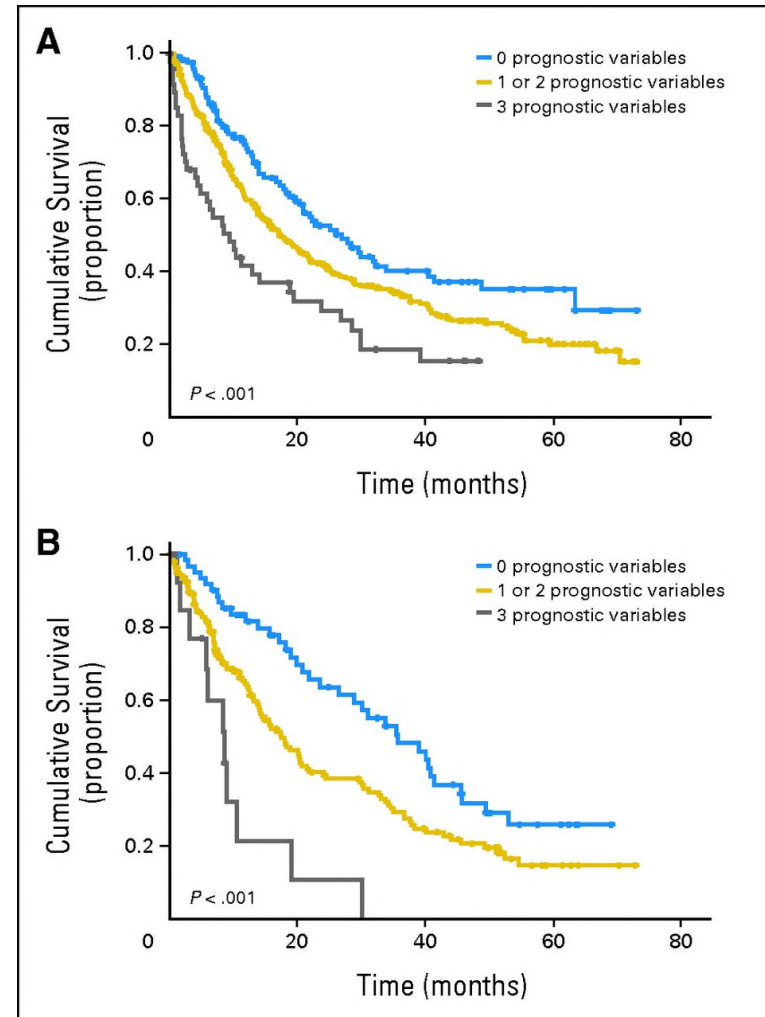 A
0 prognostic variables
1 or 2 prognostic variables
3 prognostic variables
Cumulative Survival
(proportion)
1.0
0.8
0.6
0.4
0.2
P < .001
0
20
40
60
80
Time (months)
B
0 prognostic variables
1 or 2 prognostic variables
3 prognostic variables
Cumulative Survival
(proportion)
1.0
0.8
0.6
0.4
0.2
P < .001
0
20
40
60
80
Time (months)